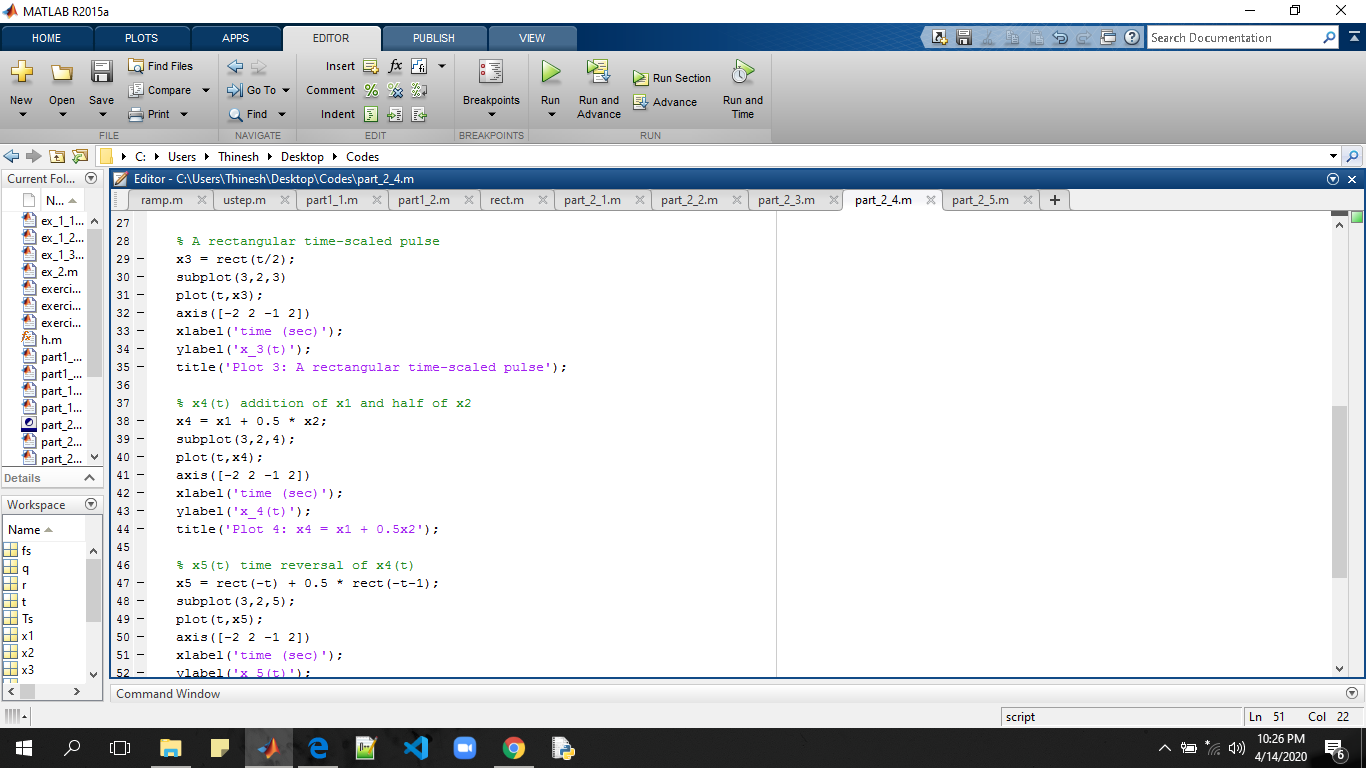 MATLAB R2015a
HOME PLOTS APPS EDITOR PUBLISH VIEW Search Documentation
New Open Save Find Files Compare Print
Go To Find
Insert fx fi
Comment % %
Indent
Breakpoints Run Run and Advance Run Section Advance Run and Time
FILE NAVIGATE EDIT BREAKPOINTS RUN
C: Users Thinesh Desktop Codes
Current Fol... Editor - C:\Users\Thinesh\Desktop\Codes\part_2_4.m
ramp.m ustep.m part1_1.m part1_2.m rect.m part_2_1.m part_2_2.m part_2_3.m part_2_4.m part_2_5.m +
N...
ex_1_1...
ex_1_2...
ex_1_3...
ex_2.m
exerci...
exerci...
exerci...
h.m
part1_...
part1_...
part_1...
part_1...
part_2...
part_2...
part_2...
Details
Workspace
Name
fs
q
r
t
Ts
x1
x2
x3
27
28 % A rectangular time-scaled pulse
29 – x3 = rect(t/2);
30 – subplot(3,2,3)
31 – plot(t,x3);
32 – axis([-2 2 -1 2])
33 – xlabel('time (sec)');
34 – ylabel('x_3(t)');
35 – title('Plot 3: A rectangular time-scaled pulse');
36
37 % x4(t) addition of x1 and half of x2
38 – x4 = x1 + 0.5 * x2;
39 – subplot(3,2,4);
40 – plot(t,x4);
41 – axis([-2 2 -1 2])
42 – xlabel('time (sec)');
43 – ylabel('x_4(t)');
44 – title('Plot 4: x4 = x1 + 0.5x2');
45
46 % x5(t) time reversal of x4(t)
47 – x5 = rect(-t) + 0.5 * rect(-t-1);
48 – subplot(3,2,5);
49 – plot(t,x5);
50 – axis([-2 2 -1 2])
51 – xlabel('time (sec)');
52 – ylabel('x_5(t)');
Command Window
script Ln 51 Col 22
10:26 PM
4/14/2020
6